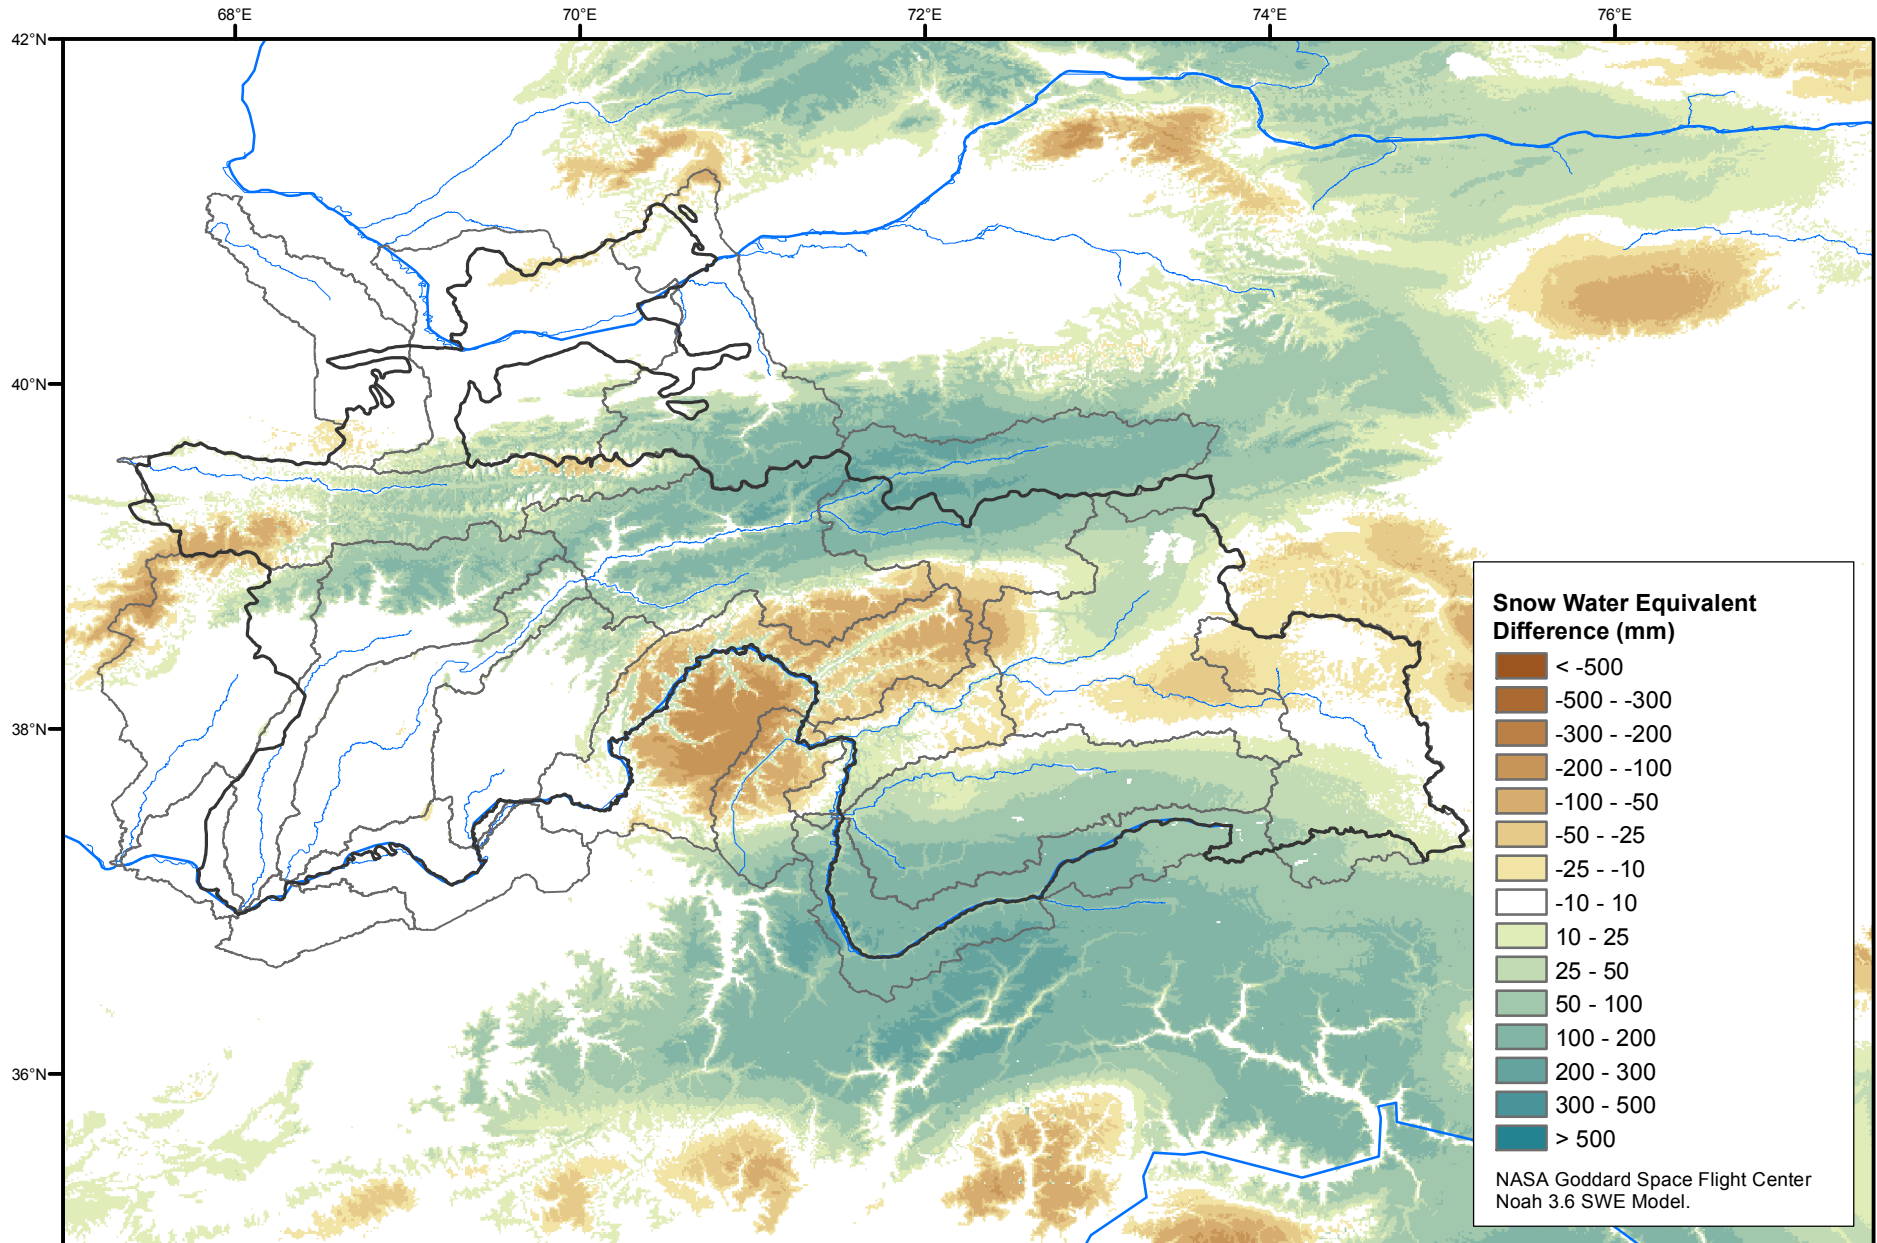 68°E
70°E
72°E
74°E
76°E
42°N
40°N
38°N
36°N
Snow Water Equivalent
Difference (mm)
< -500
-500 - -300
-300 - -200
-200 - -100
-100 - -50
-50 - -25
-25 - -10
-10 - 10
10 - 25
25 - 50
50 - 100
100 - 200
200 - 300
300 - 500
> 500
NASA Goddard Space Flight Center
Noah 3.6 SWE Model.